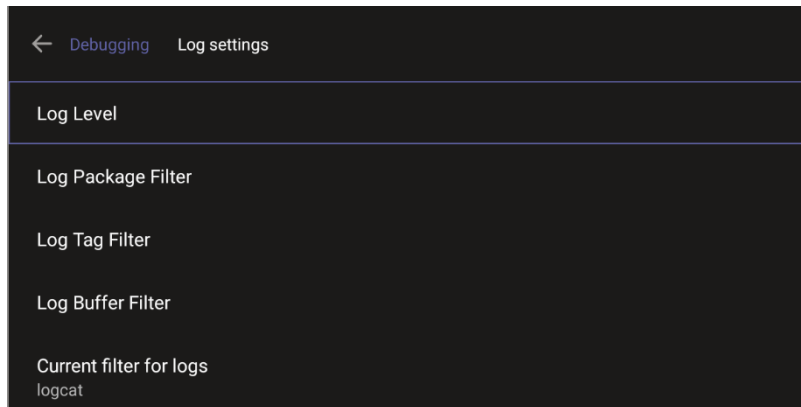 Debugging Log settings
Log Level
Log Package Filter
Log Tag Filter
Log Buffer Filter
Current filter for logs
logcat